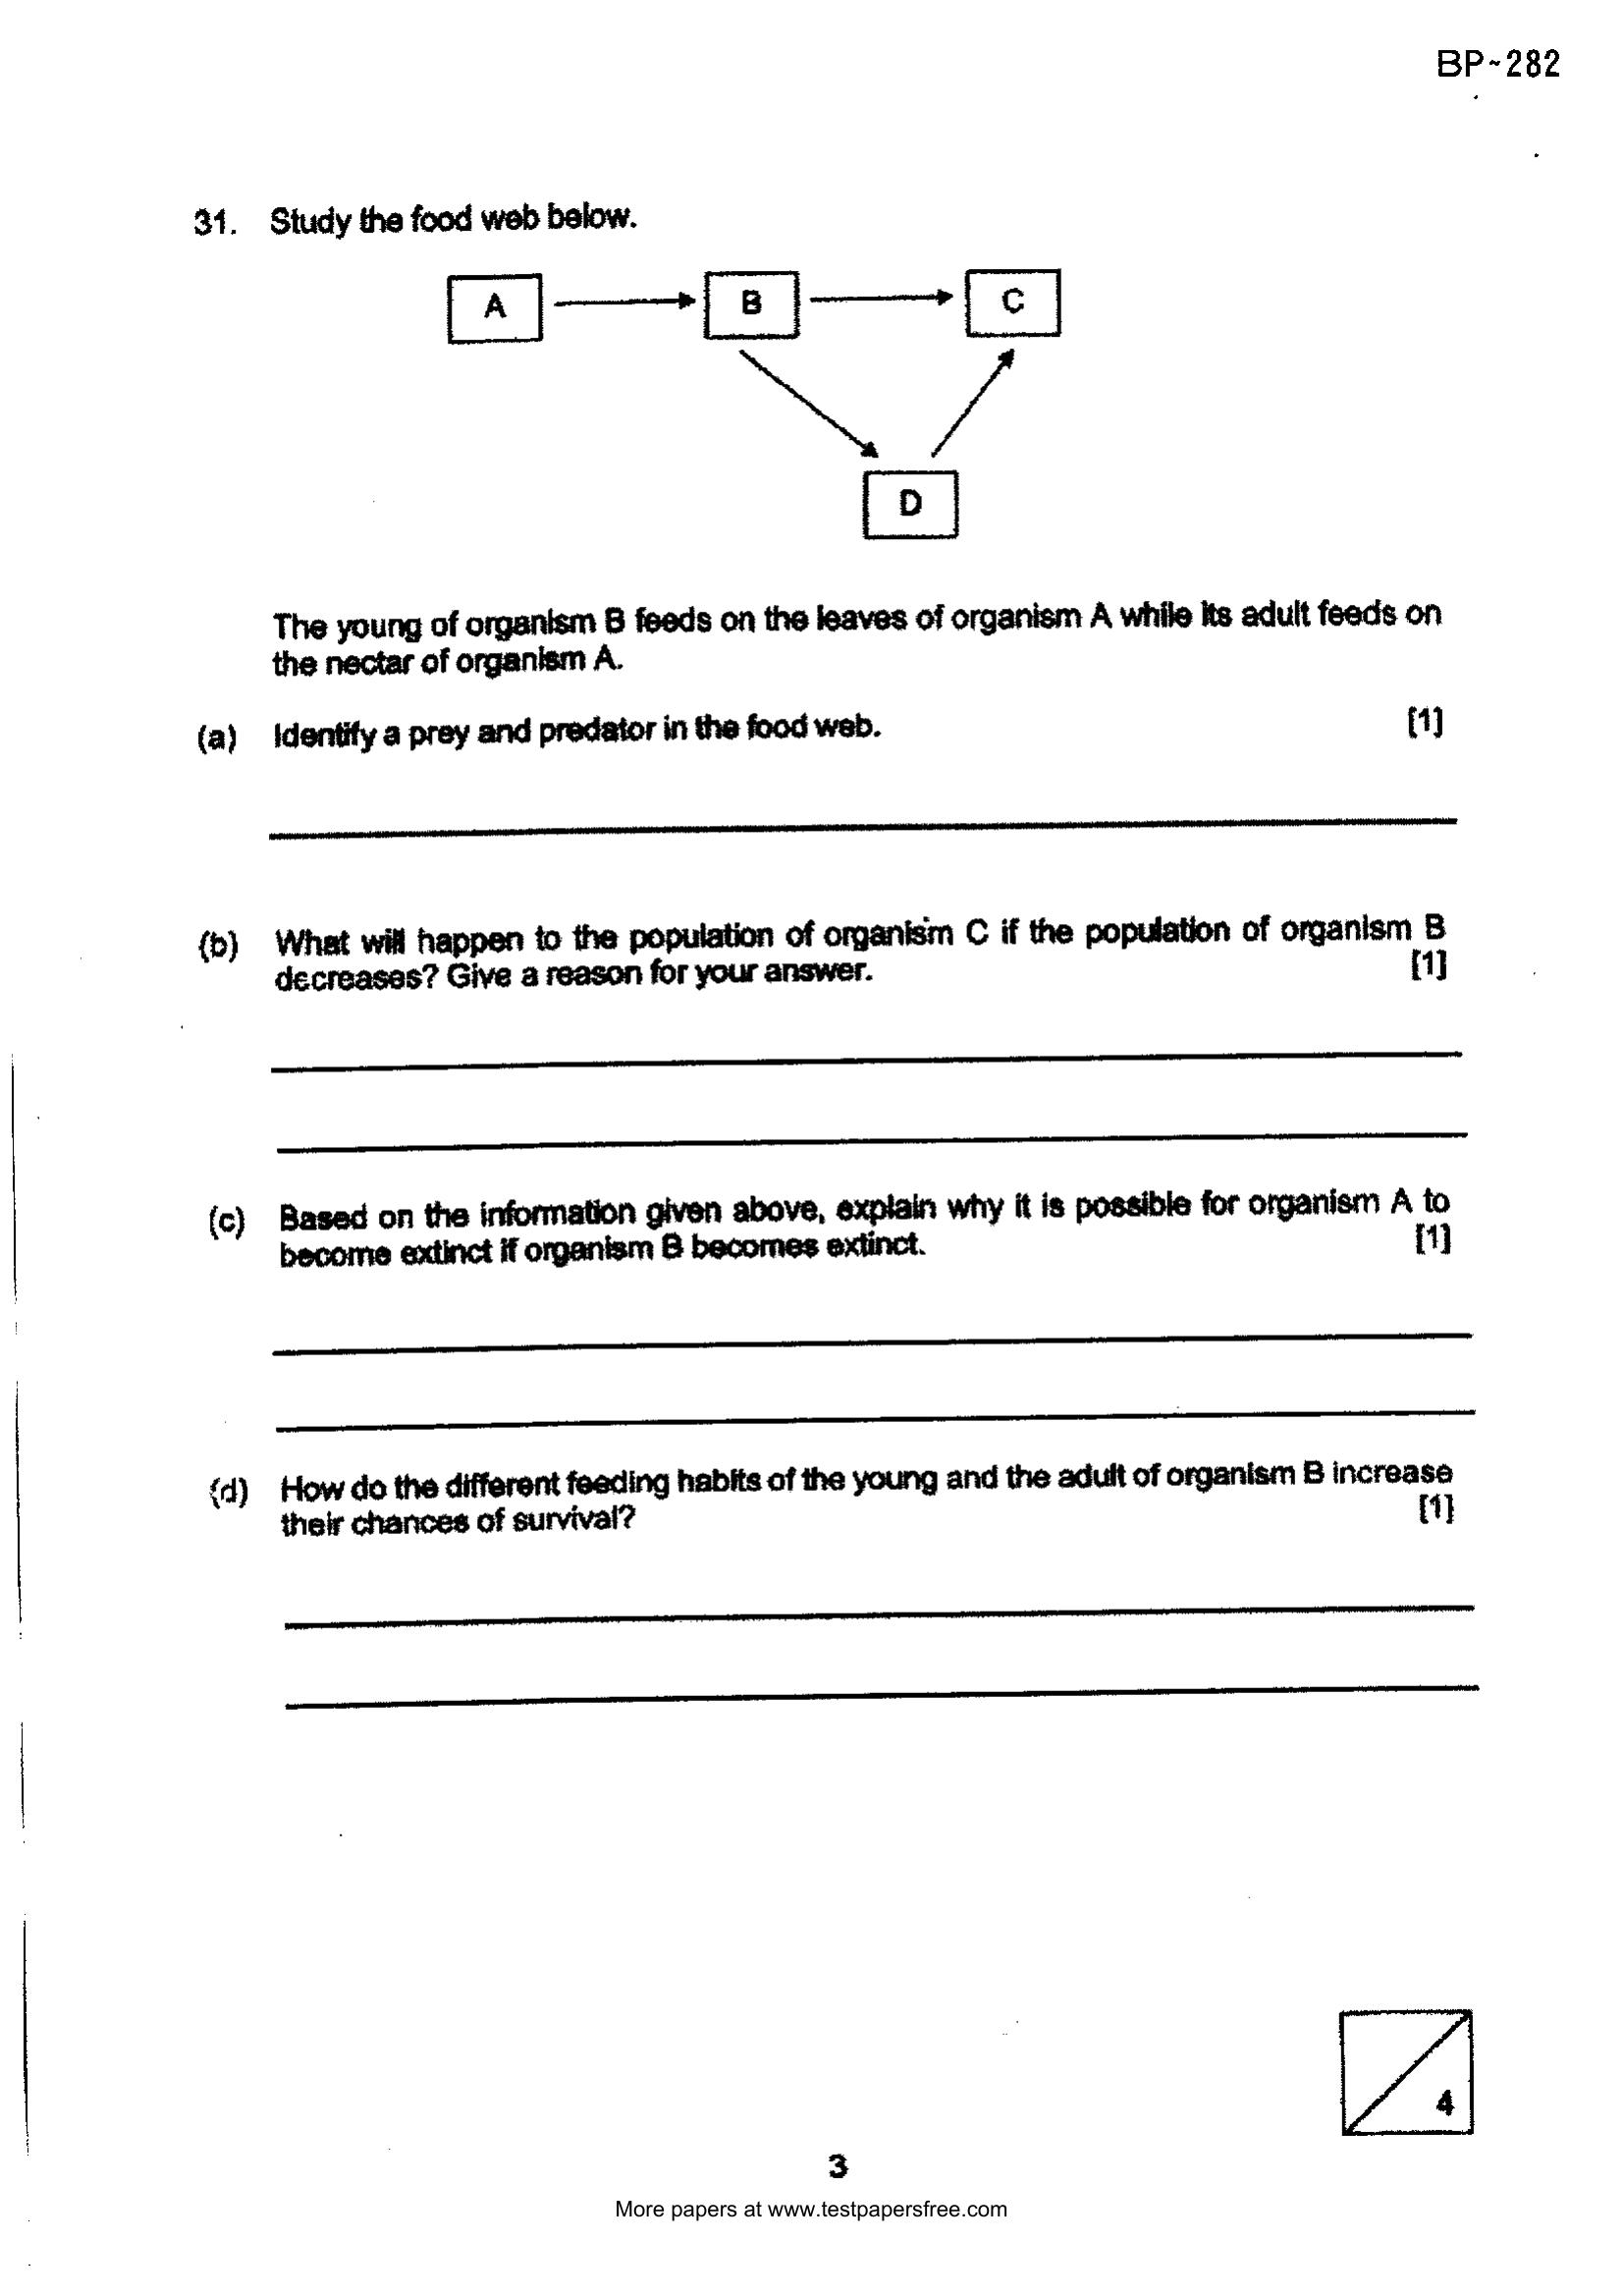 BP~282
31. Study the food web below.
A
B
C
D
The young of organism B feeds on the leaves of organism A while its adult feeds on
the nectar of organism A.
(a) Identify a prey and predator in the food web. [1]
(b) What will happen to the population of organism C if the population of organism B
decreases? Give a reason for your answer. [1]
(c) Based on the information given above, explain why it is possible for organism A to
become extinct if organism B becomes extinct. [1]
(d) How do the different feeding habits of the young and the adult of organism B increase
their chances of survival? [1]
4
3
More papers at www.testpapersfree.com